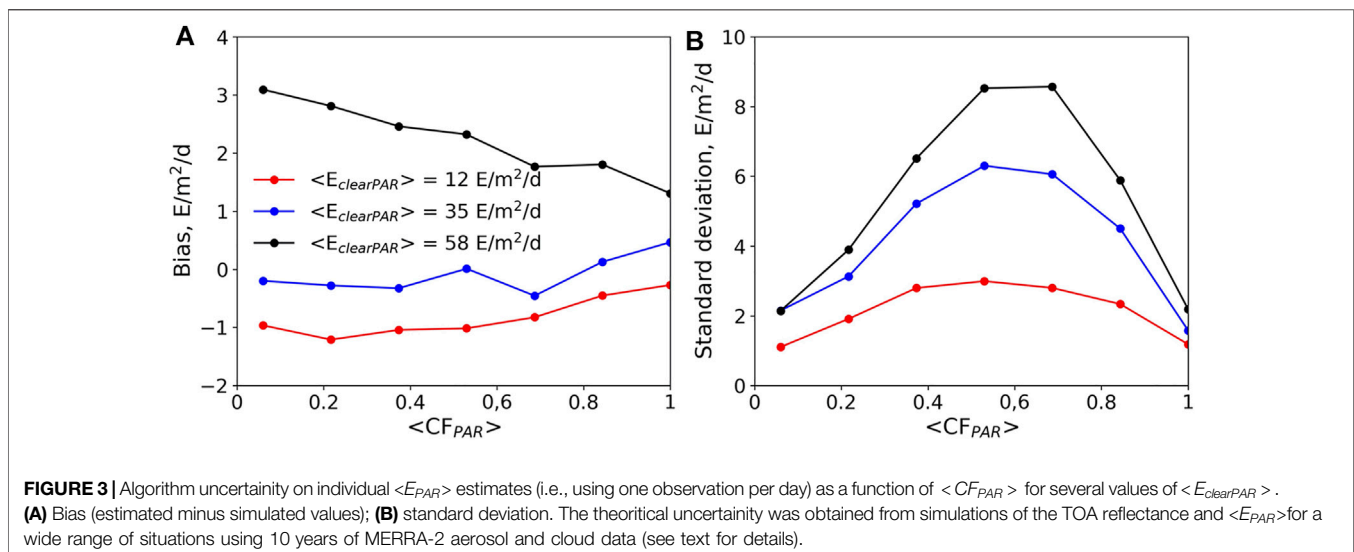 A
Bias, E/m²/d
4
3
2
1
0
−1
−2
<E_clearPAR> = 12 E/m²/d
<E_clearPAR> = 35 E/m²/d
<E_clearPAR> = 58 E/m²/d
0 0.2 0.4 0,6 0.8 1
<CF_PAR>
B
Standard deviation, E/m²/d
10
8
6
4
2
0
0 0.2 0.4 0,6 0.8 1
<CF_PAR>
FIGURE 3 | Algorithm uncertainity on individual <E_PAR> estimates (i.e., using one observation per day) as a function of <CF_PAR> for several values of <E_clearPAR>.
(A) Bias (estimated minus simulated values); (B) standard deviation. The theoritical uncertainity was obtained from simulations of the TOA reflectance and <E_PAR>for a
wide range of situations using 10 years of MERRA-2 aerosol and cloud data (see text for details).